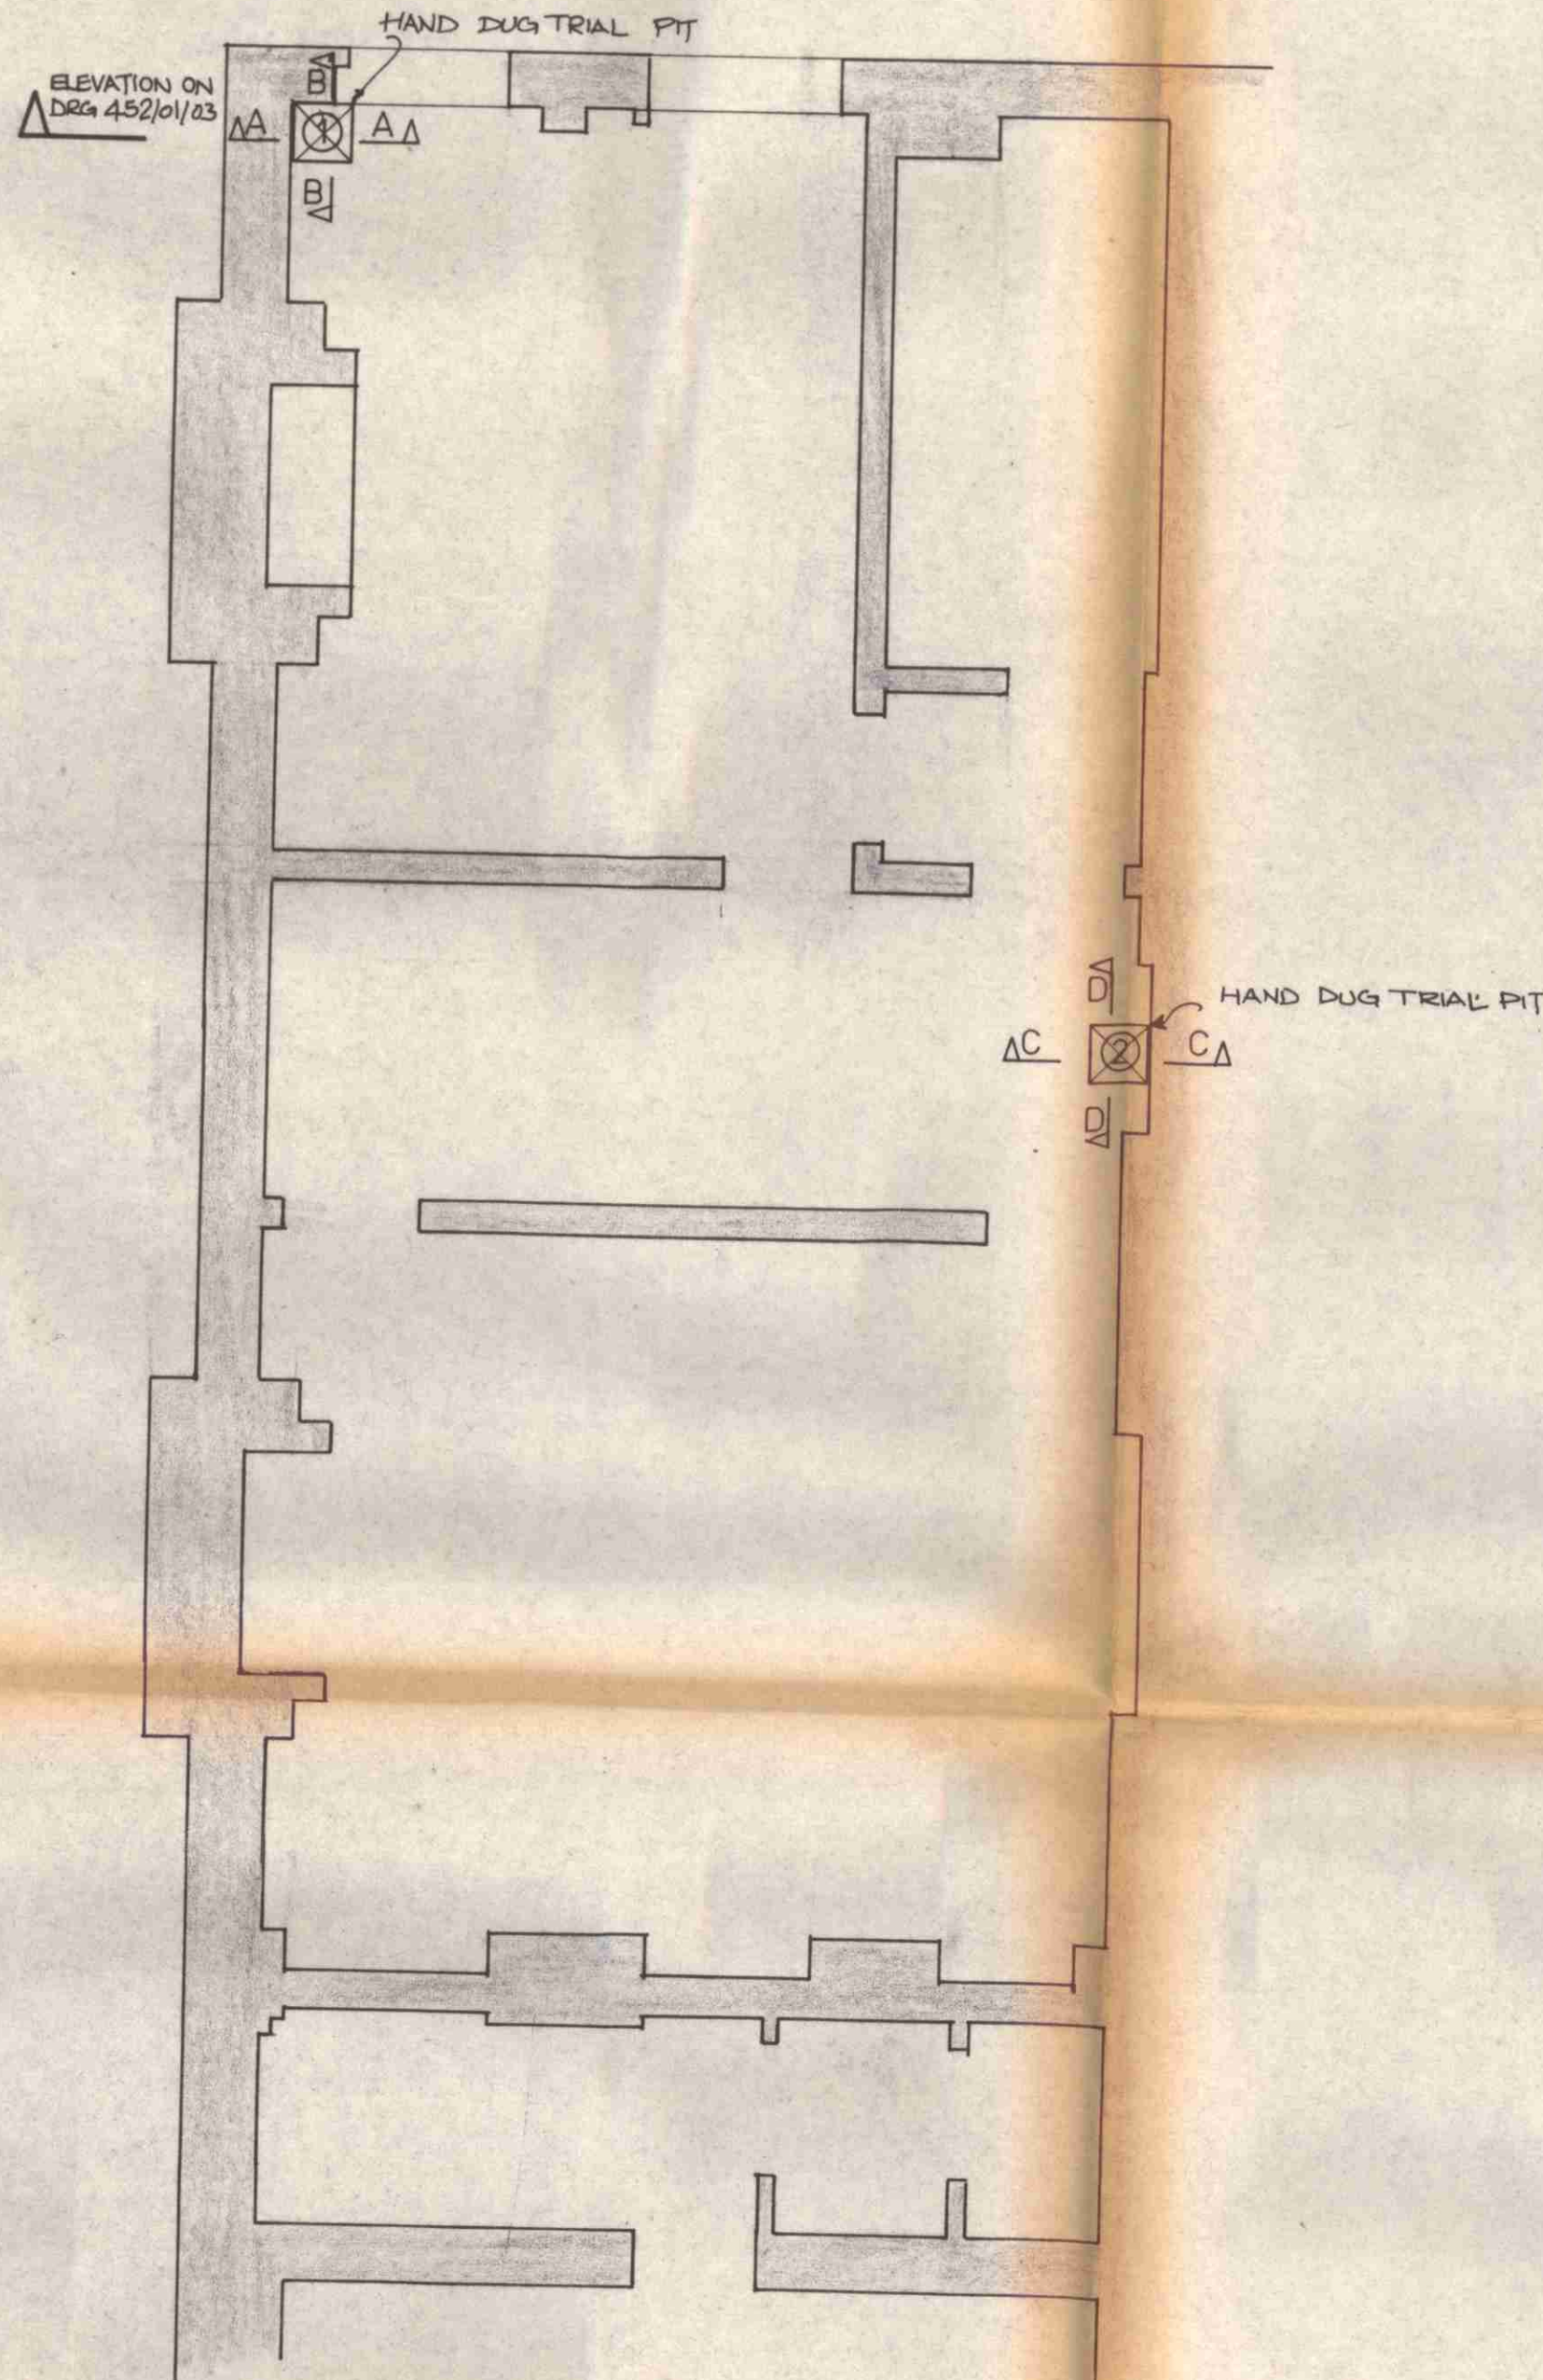 HAND DUG TRIAL PIT
ELEVATION ON
DRG 452/01/03
B
A 1 A
B
D
HAND DUG TRIAL PIT
C 2 C
D